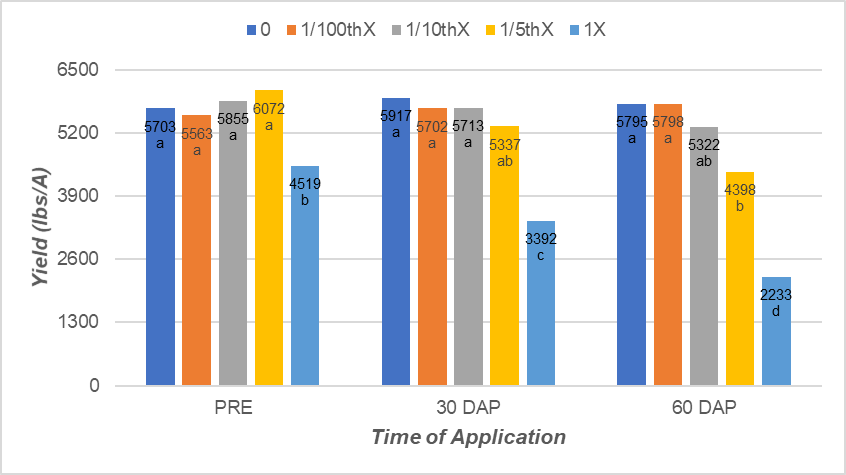 0 1/100thX 1/10thX 1/5thX 1X
Yield (lbs/A)
6500
5200
3900
2600
1300
0
5703
a
5563
a
5855
a
6072
a
4519
b
5917
a
5702
a
5713
a
5337
ab
3392
c
5795
a
5798
a
5322
ab
4398
b
2233
d
PRE 30 DAP 60 DAP
Time of Application